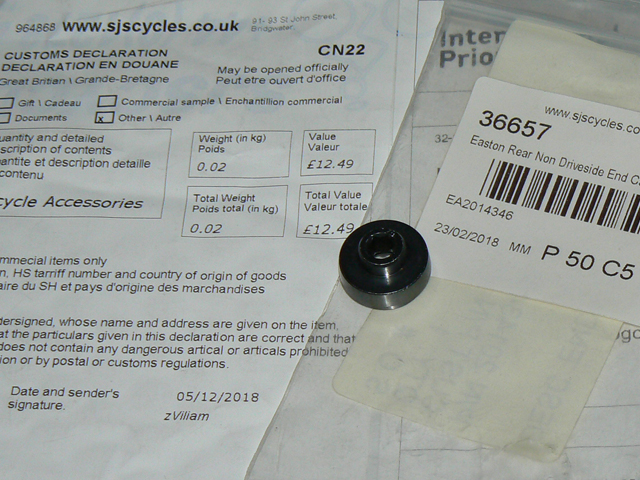 964868 www.sjscycles.co.uk 91- 93 St John Street,
Bridgwater,
CUSTOMS DECLARATION
DECLARATION EN DOUANE
CN22
Great Britian \ Grande-Bretagne
May be opened officially
Peut etre ouvert d'office
Gift \ Cadeau
Commercial sample \ Enchantillion commercial
Documents
x Other \ Autre
uantity and detailed
scription of contents
antite et description detaille
contenu
Weight (in kg)
Poids
0.02
Value
Valeur
£12.49
cycle Accessories
Total Weight
Poids total (in kg)
0.02
Total Value
Valeur totale
£12.49
mmecial items only
n, HS tarriff number and country of origin of goods
aire du SH et pays d'origine des marchandises
dersigned, whose name and address are given on the item,
at the particulars given in this declaration are correct and that
does not contain any dangerous artical or articals prohibited
ion or by postal or customs regulations.
Date and sender's
signature.
05/12/2018
zViliam
Inter
Prio
32-
www.sjscycles.co
36657
Easton Rear Non Driveside End C
EA2014346
23/02/2018 MM P 50 C5